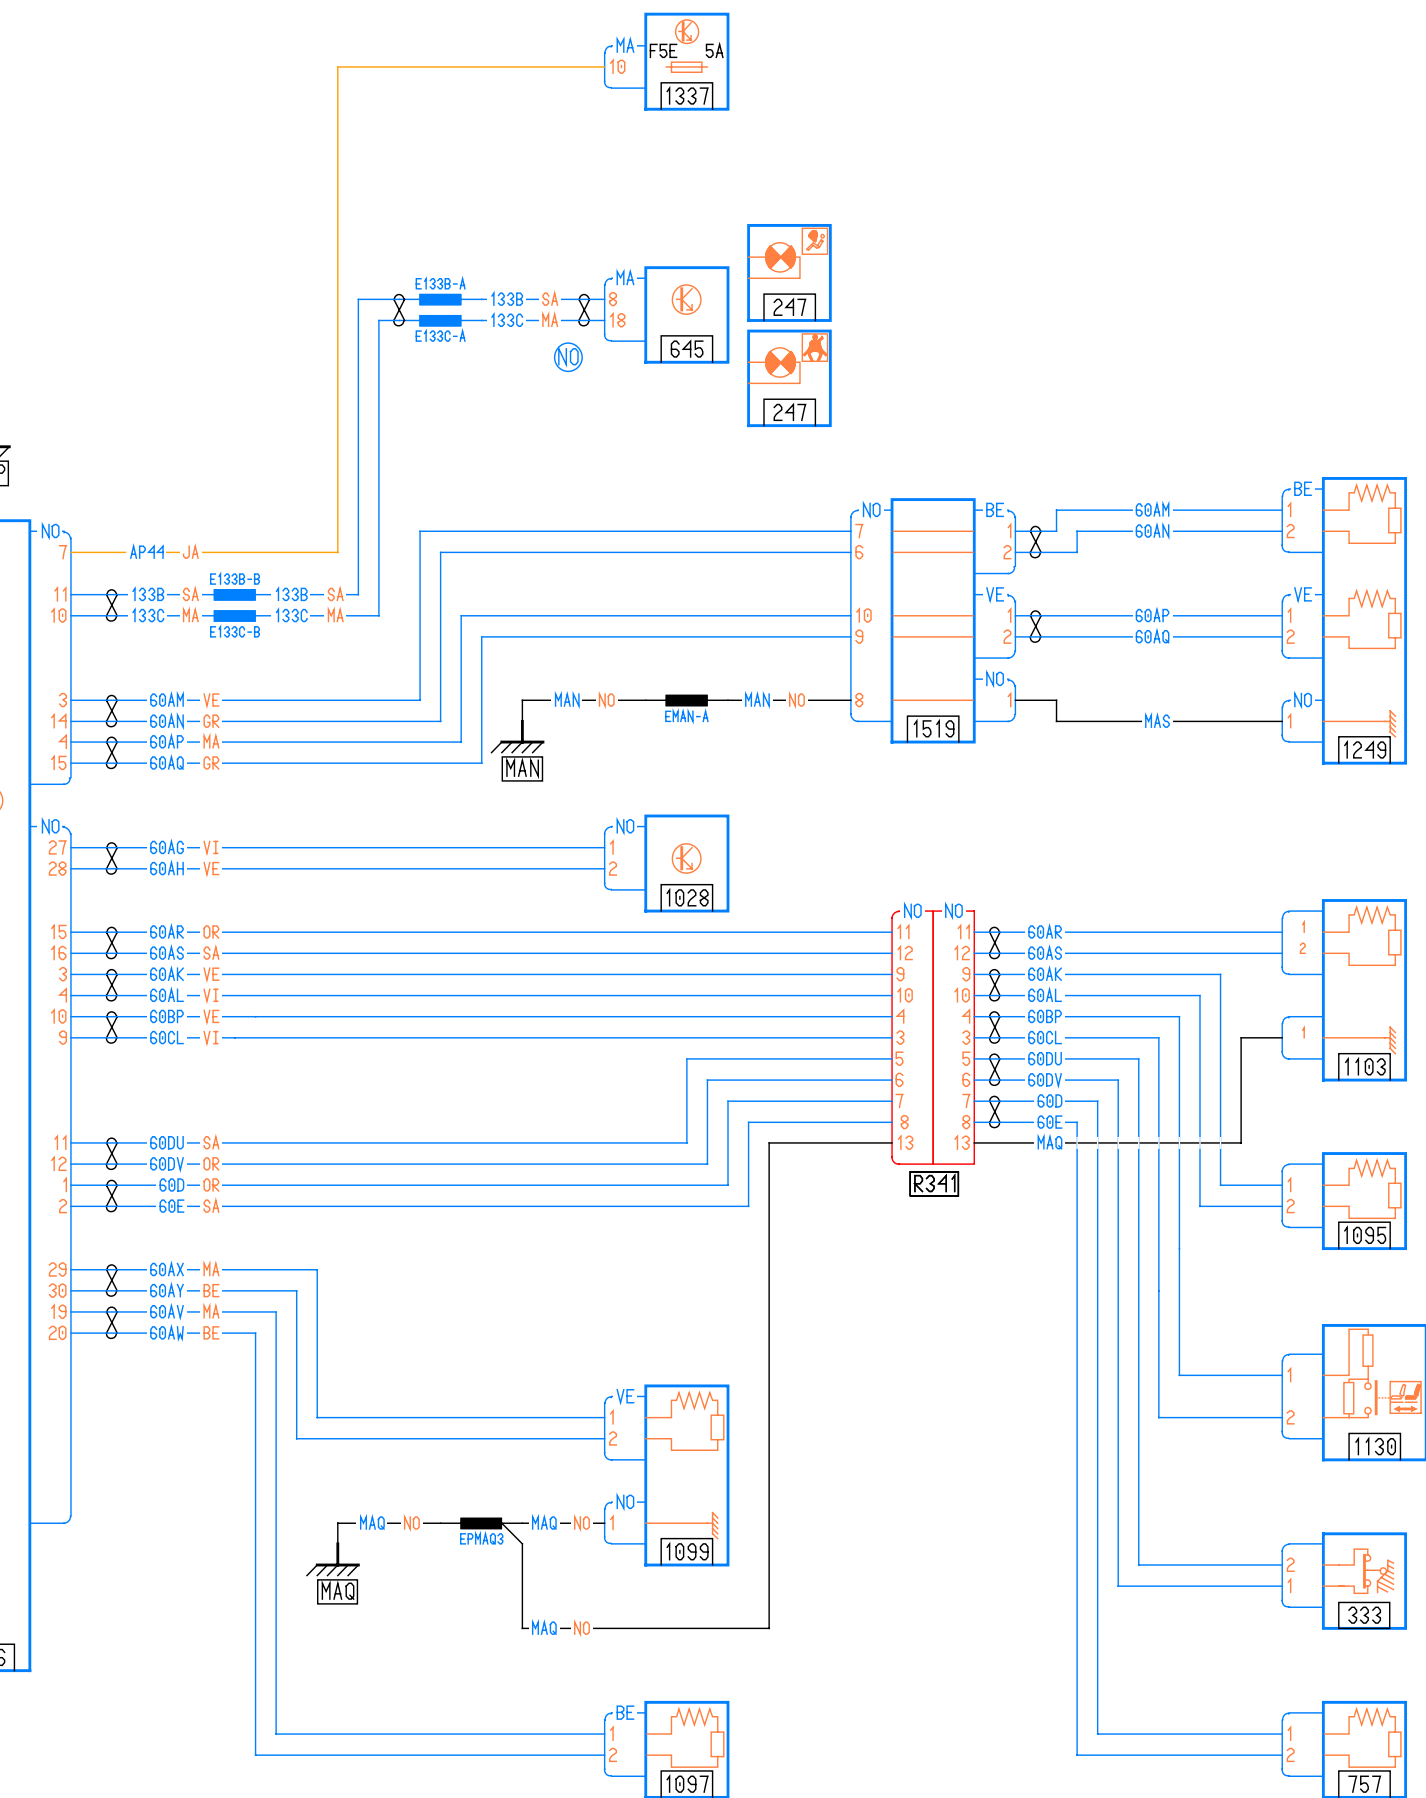 MA
F5E 5A
10
1337
E133B-A
MA
133B SA 8
133C MA 18
E133C-A
NO
645
247
247
NO
7 AP44 JA
E133B-B
11 133B SA 133B SA
10 133C MA 133C MA
E133C-B
3 60AM VE
14 60AN GR
4 60AP MA
15 60AQ GR
MAN NO MAN NO
EMAN-A
MAN
NO
7
6
10
9
8
1519
BE
1 60AM
2 60AN
VE
1 60AP
2 60AQ
NO
1 MAS
BE
1
2
VE
1
2
NO
1
1249
NO
27 60AG VI
28 60AH VE
NO
1
2
1028
15 60AR OR
16 60AS SA
3 60AK VE
4 60AL VI
10 60BP VE
9 60CL VI
11 60DU SA
12 60DV OR
1 60D OR
2 60E SA
29 60AX MA
30 60AY BE
19 60AV MA
20 60AW BE
NO NO
11 11 60AR
12 12 60AS
9 9 60AK
10 10 60AL
4 4 60BP
3 3 60CL
5 5 60DU
6 6 60DV
7 7 60D
8 8 60E
13 13 MAQ
R341
1
2
1
1103
1
2
1095
1
2
1130
2
1
333
1
2
757
VE
1
2
NO
MAQ NO MAQ NO 1
EPMAQ3
1099
MAQ
MAQ NO
BE
1
2
1097